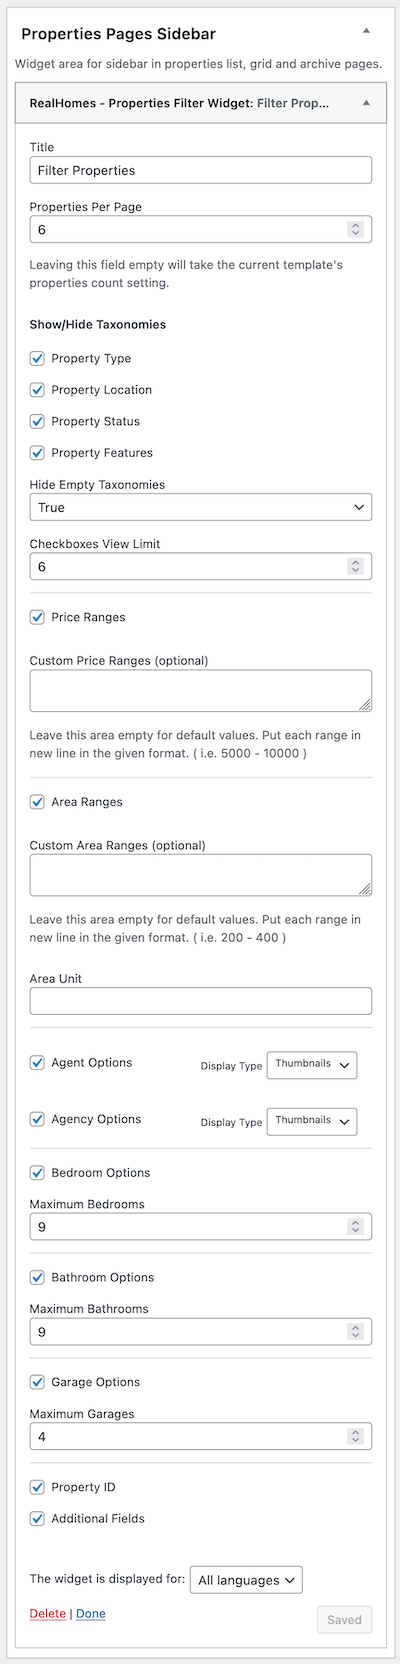 Properties Pages Sidebar
Widget area for sidebar in properties list, grid and archive pages.
RealHomes - Properties Filter Widget: Filter Prop...
Title
Filter Properties
Properties Per Page
6
Leaving this field empty will take the current template's
properties count setting.
Show/Hide Taxonomies
Property Type
Property Location
Property Status
Property Features
Hide Empty Taxonomies
True
Checkboxes View Limit
6
Price Ranges
Custom Price Ranges (optional)
Leave this area empty for default values. Put each range in
new line in the given format. ( i.e. 5000 - 10000 )
Area Ranges
Custom Area Ranges (optional)
Leave this area empty for default values. Put each range in
new line in the given format. ( i.e. 200 - 400 )
Area Unit
Agent Options Display Type Thumbnails
Agency Options Display Type Thumbnails
Bedroom Options
Maximum Bedrooms
9
Bathroom Options
Maximum Bathrooms
9
Garage Options
Maximum Garages
4
Property ID
Additional Fields
The widget is displayed for: All languages
Delete | Done Saved